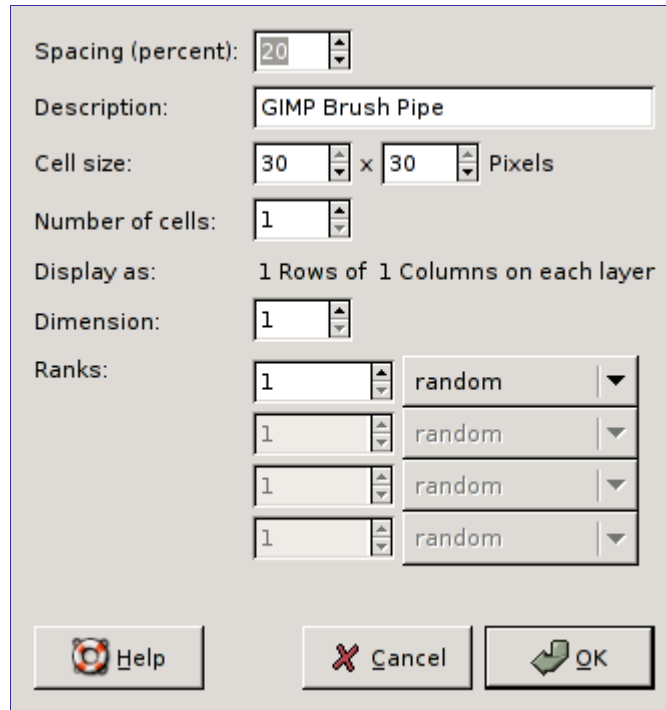 Spacing (percent): 20
Description: GIMP Brush Pipe
Cell size: 30 x 30 Pixels
Number of cells: 1
Display as: 1 Rows of 1 Columns on each layer
Dimension: 1
Ranks: 1 random
1 random
1 random
1 random
Help Cancel OK